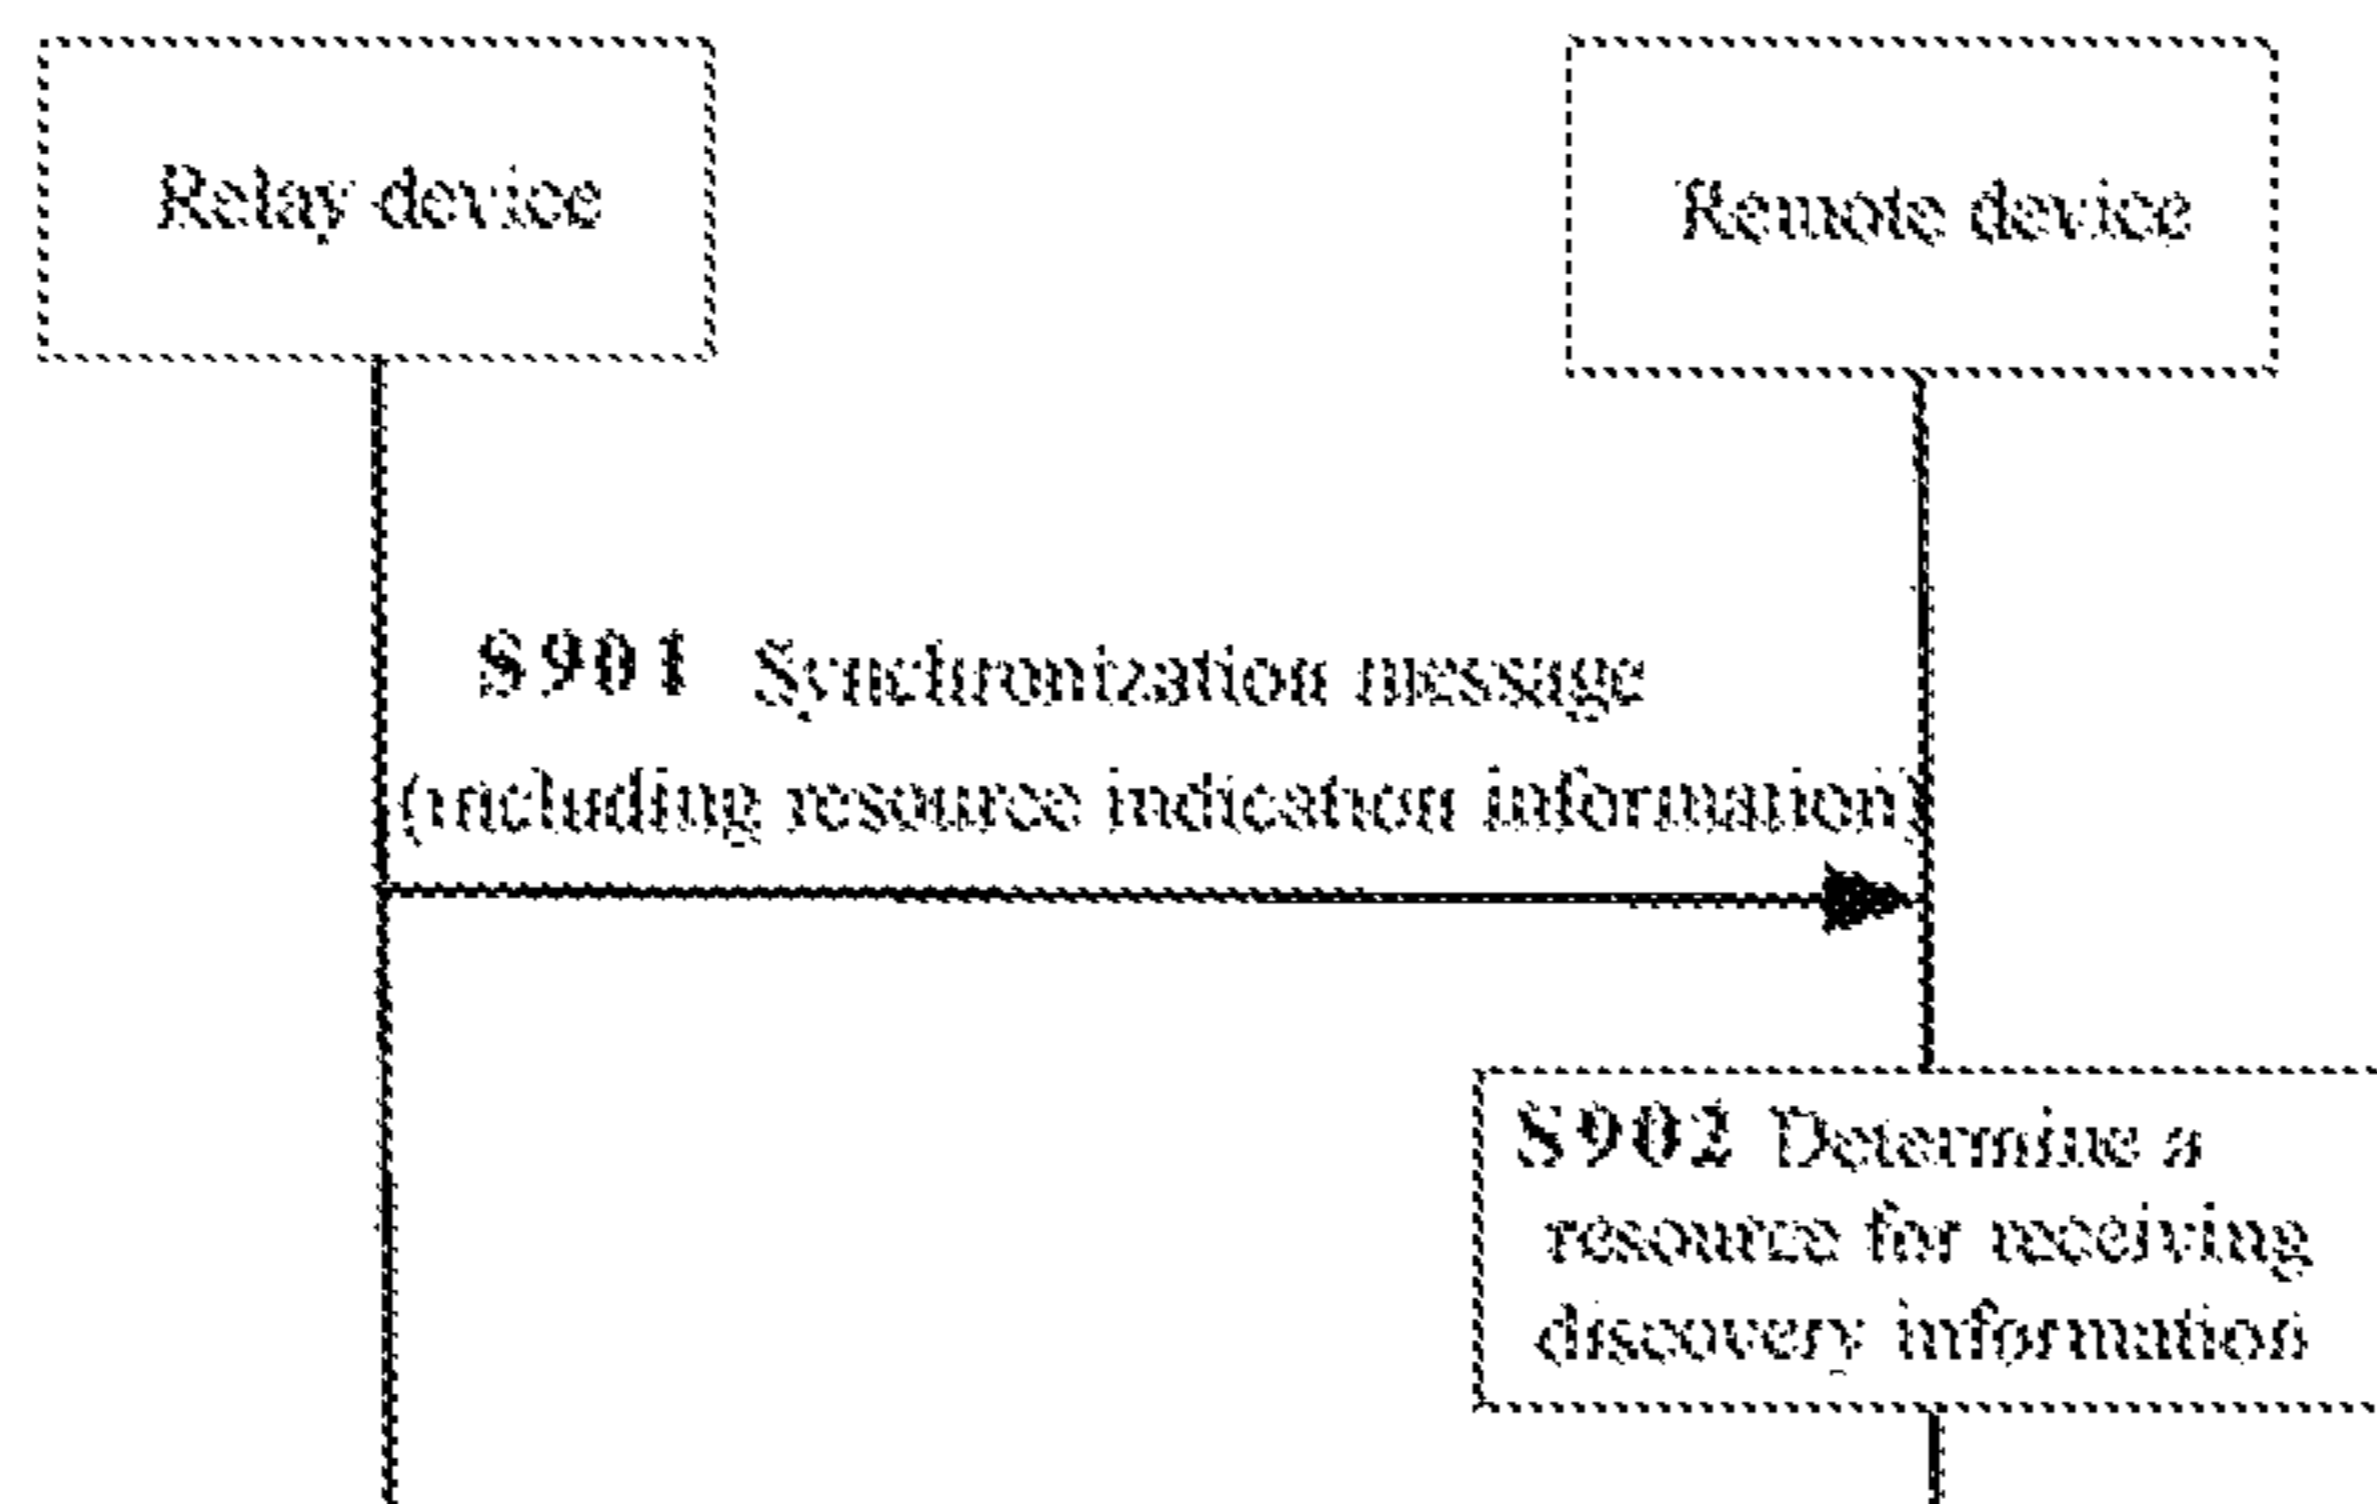 Relay device
Remote device
S901 Synchronization message
(including resource indication information)
S902 Determine a
resource for receiving
discovery information